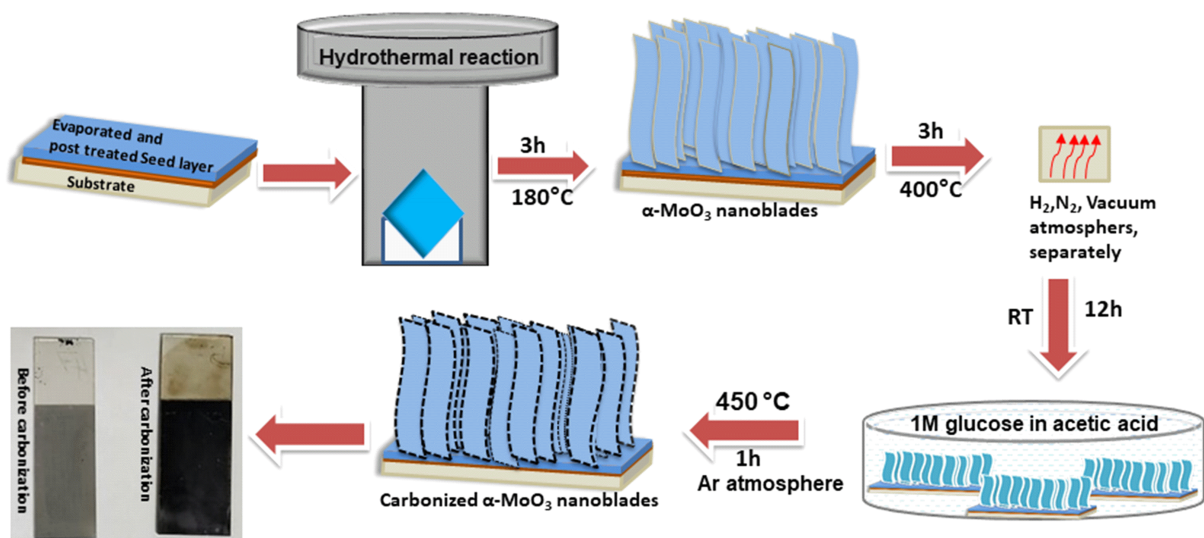 Hydrothermal reaction
Evaporated and
post treated Seed layer
Substrate
3h
180°C
α-MoO₃ nanoblades
3h
400°C
H₂,N₂, Vacuum
atmosphers,
separately
RT
12h
1M glucose in acetic acid
450 °C
1h
Ar atmosphere
Carbonized α-MoO₃ nanoblades
Before carbonization
After carbonization